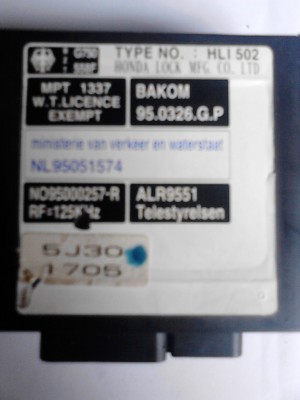 TYPE NO. : HLI 502
HONDA LOCK MFG. CO., LTD
MPT 1337
W.T.LICENCE
EXEMPT
BAKOM
95.0326.G.P
ministerie van verkeer en waterstaat
NL95051574
NO95000257-R
RF=125KHz
ALR9551
Telestyrelsen
5J30
1705